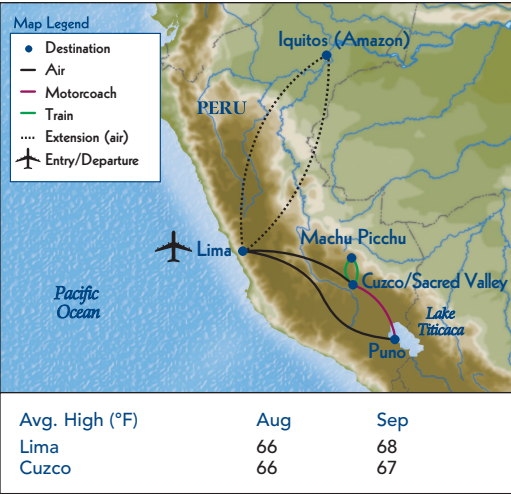 Map Legend
Destination
Air
Motorcoach
Train
Extension (air)
Entry/Departure
Iquitos (Amazon)
PERU
Machu Picchu
Lima
Cuzco/Sacred Valley
Pacific
Ocean
Lake
Titicaca
Puno
Avg. High (°F) Aug Sep
Lima 66 68
Cuzco 66 67